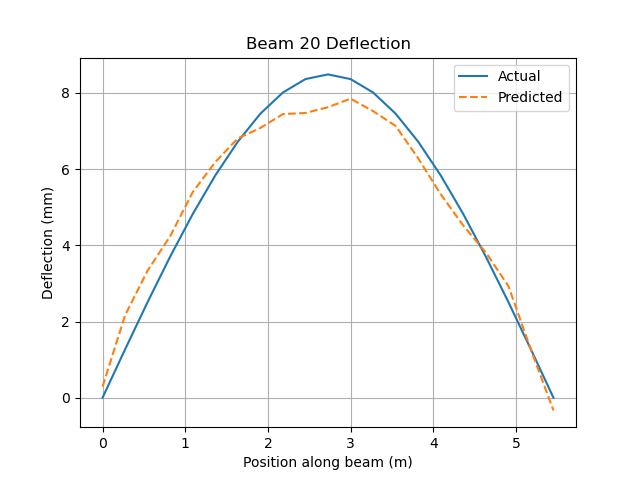 Beam 20 Deflection
Actual
Predicted
Deflection (mm)
8
6
4
2
0
0 1 2 3 4 5
Position along beam (m)